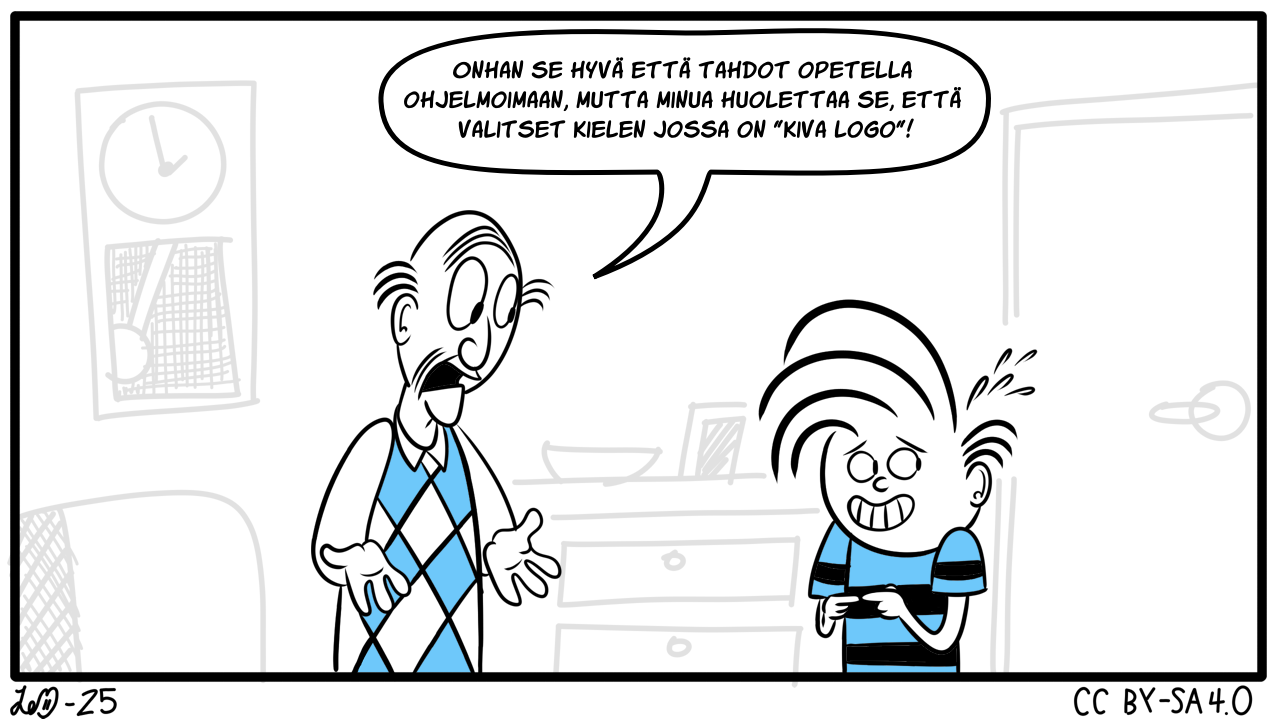 ONHAN SE HYVÄ ETTÄ TAHDOT OPETELLA
OHJELMOIMAAN, MUTTA MINUA HUOLETTAA SE, ETTÄ
VALITSET KIELEN JOSSA ON "KIVA LOGO"!
-25
CC BY-SA 4.0